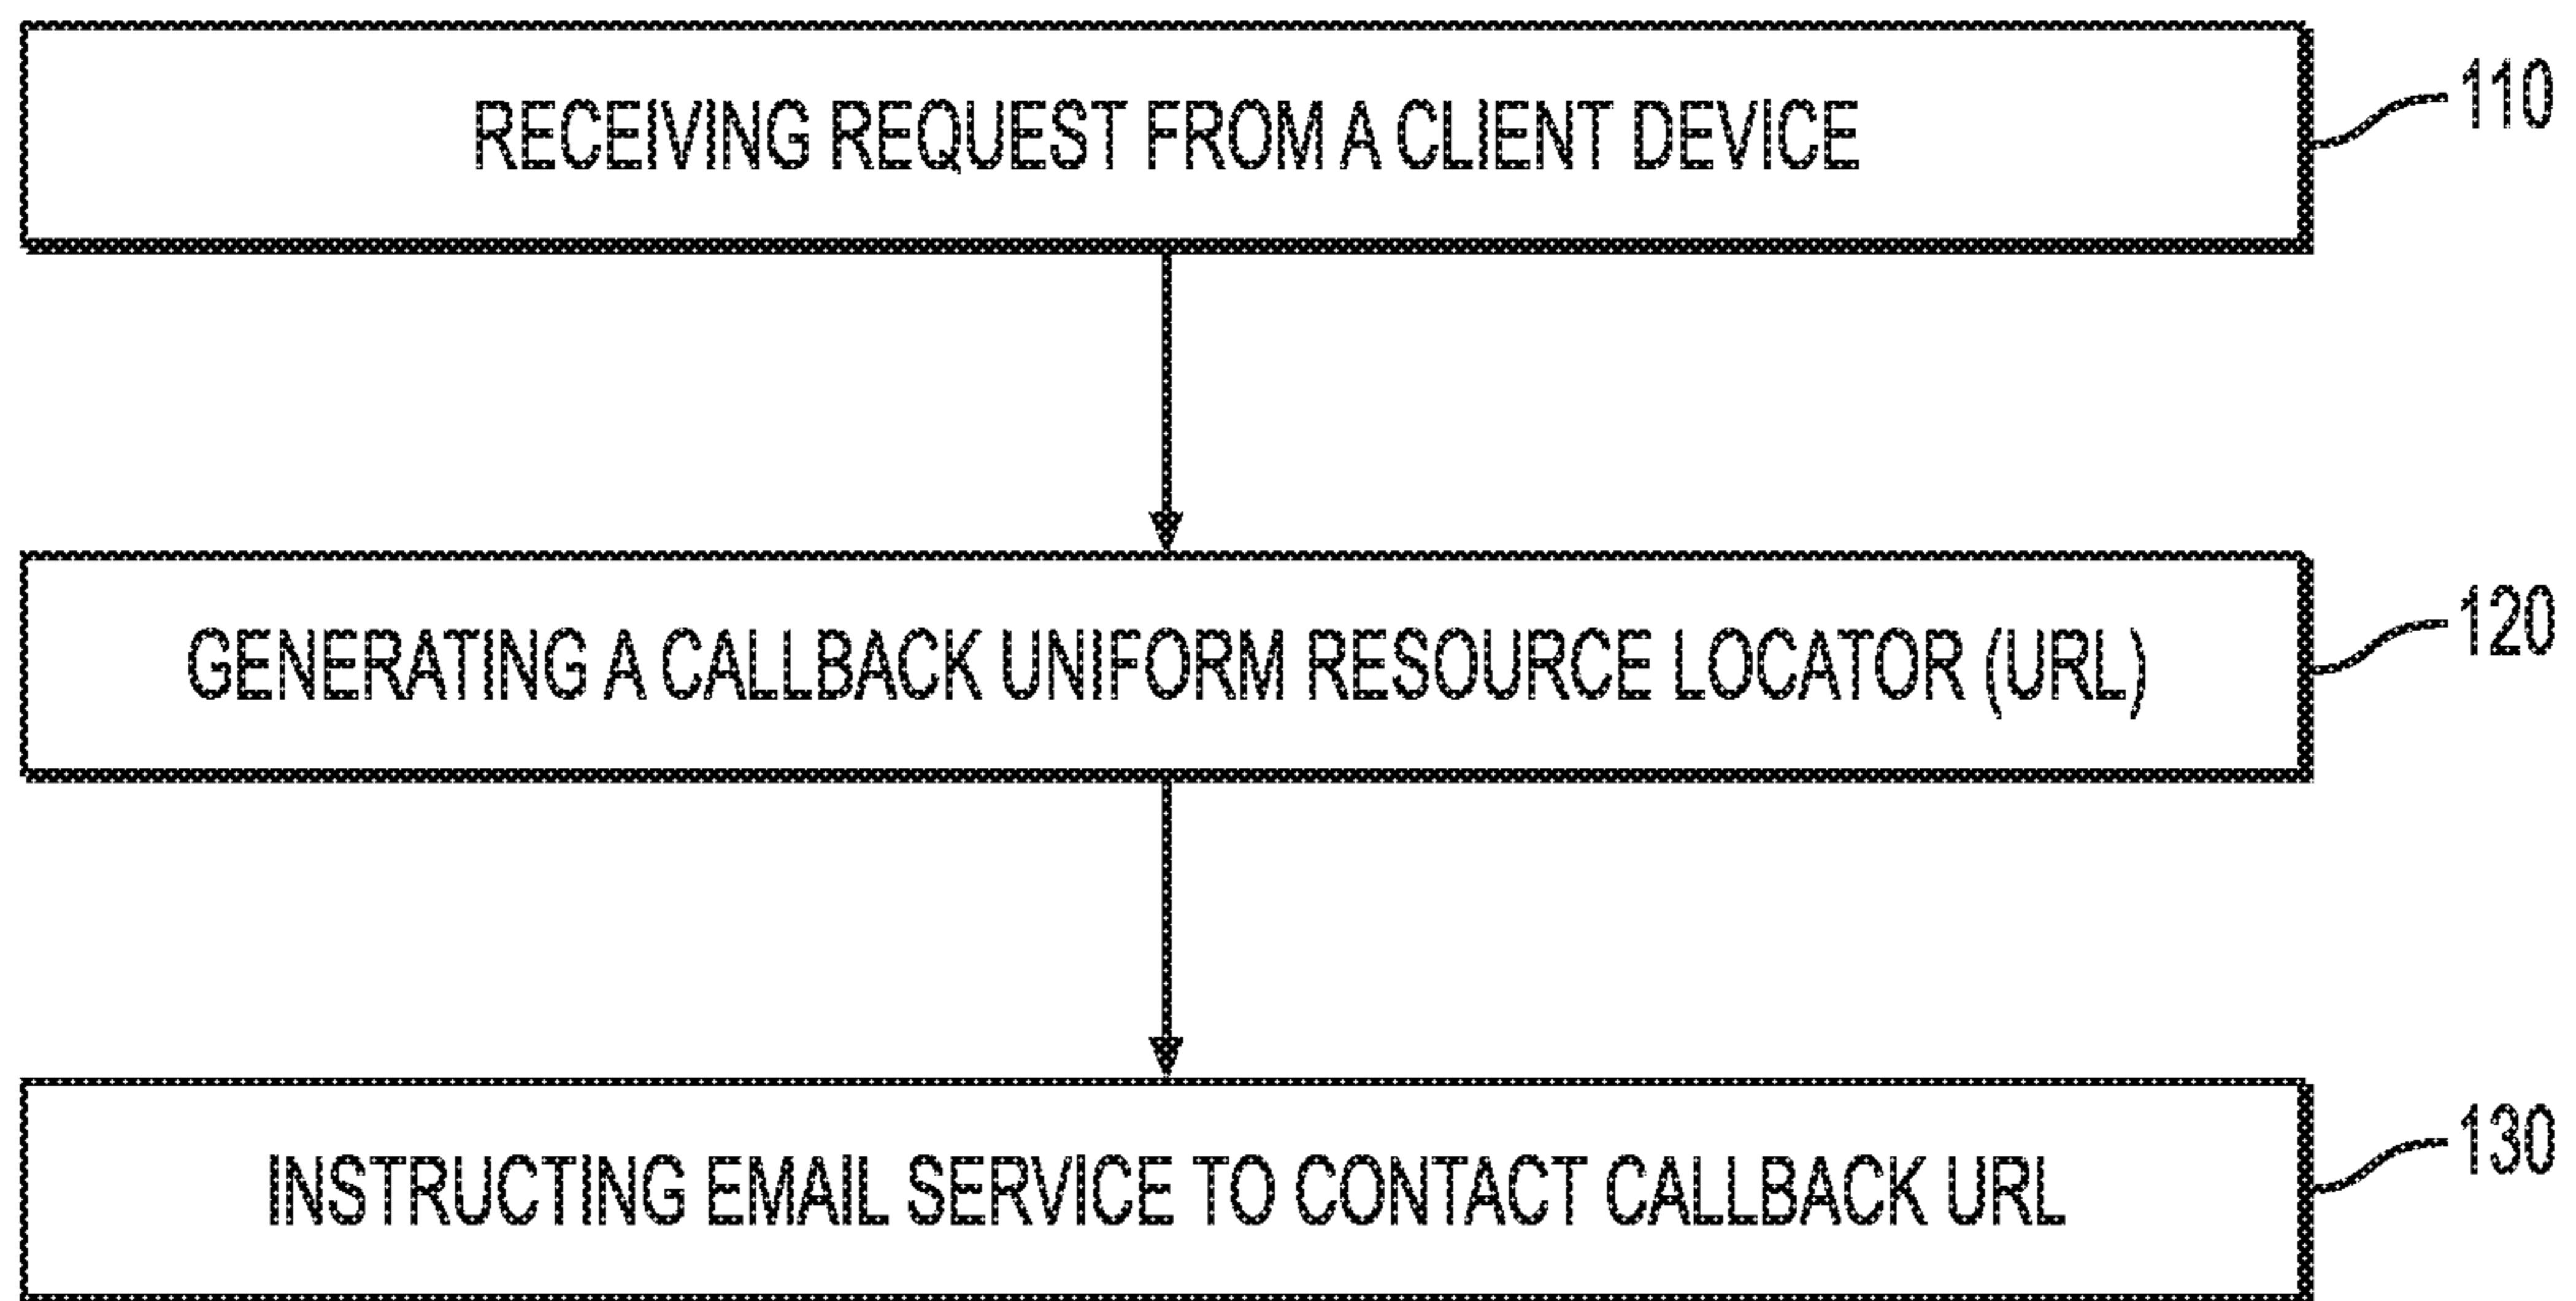 RECEIVING REQUEST FROM A CLIENT DEVICE
110
GENERATING A CALLBACK UNIFORM RESOURCE LOCATOR (URL)
120
INSTRUCTING EMAIL SERVICE TO CONTACT CALLBACK URL
130